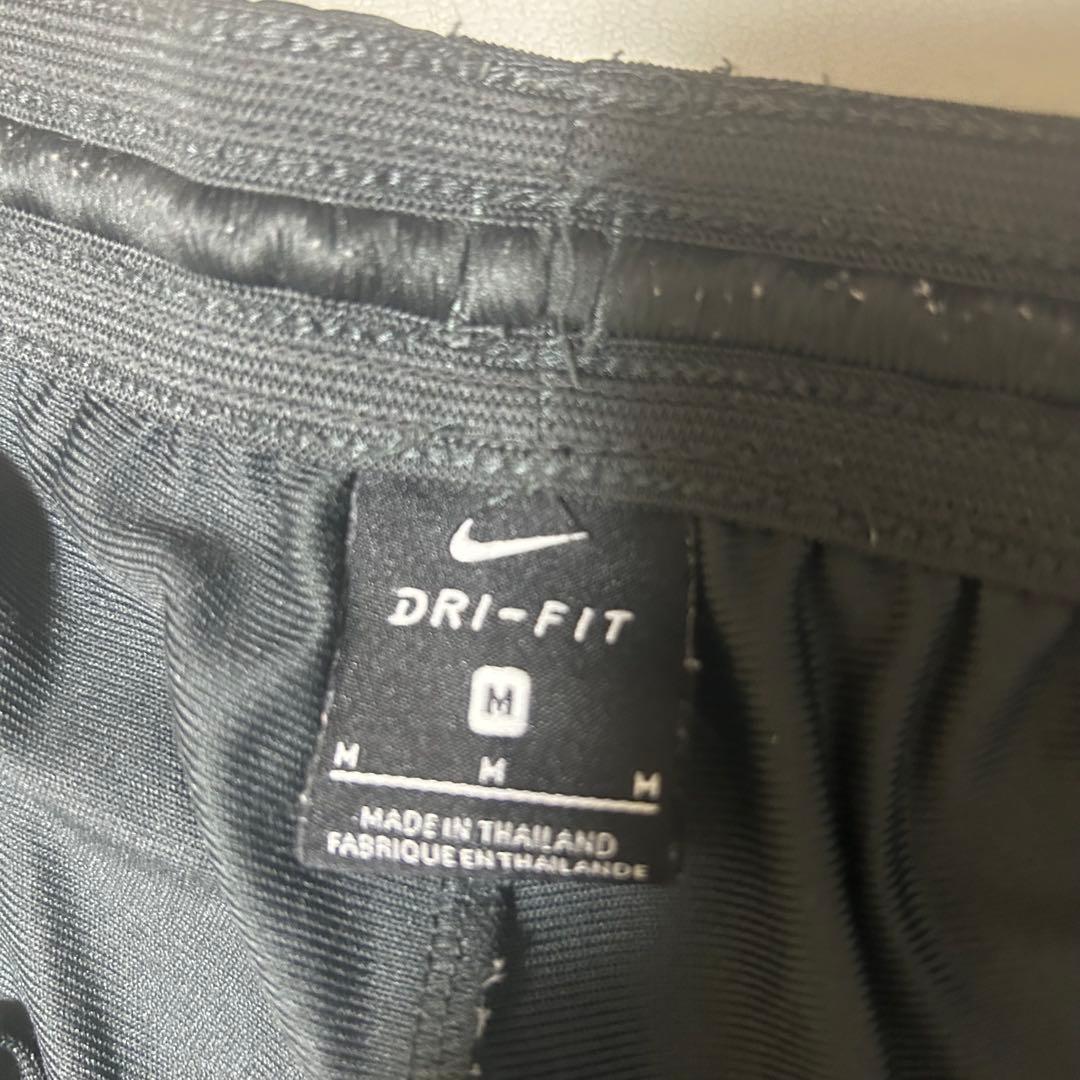 DRI-FIT
M
M M M
MADE IN THAILAND
FABRIQUE EN THAILANDE